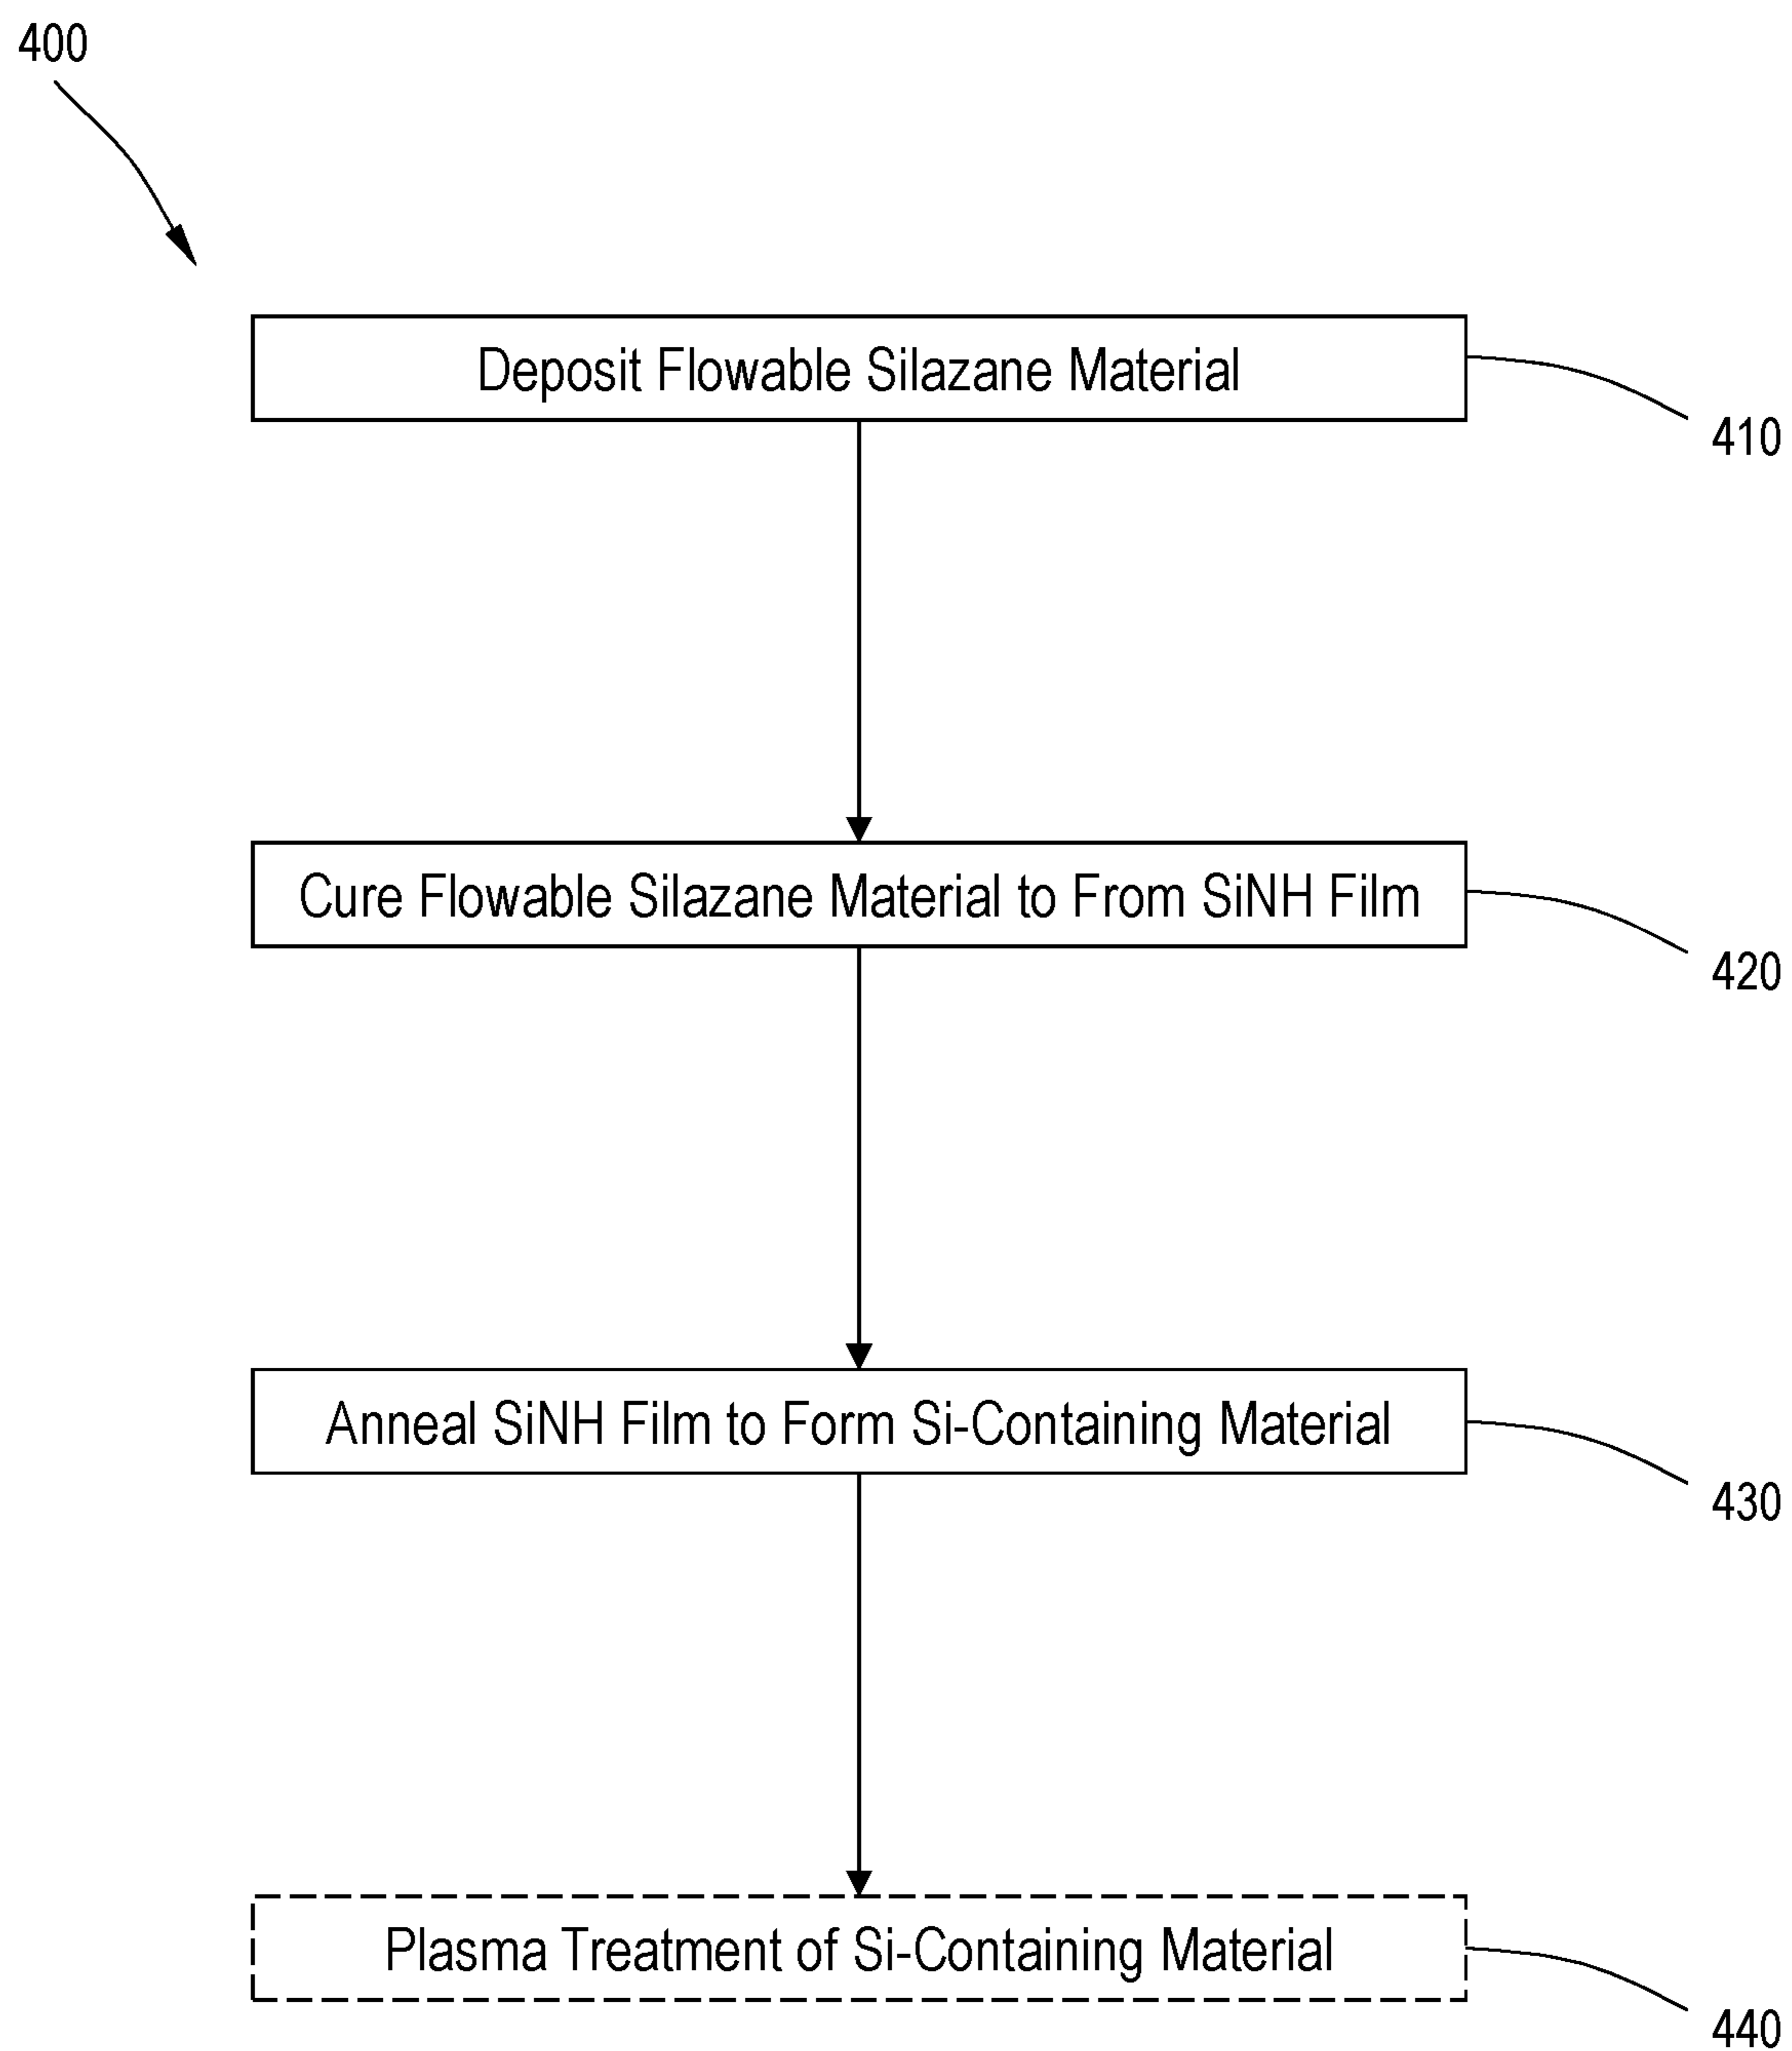 400
Deposit Flowable Silazane Material
410
Cure Flowable Silazane Material to From SiNH Film
420
Anneal SiNH Film to Form Si-Containing Material
430
Plasma Treatment of Si-Containing Material
440